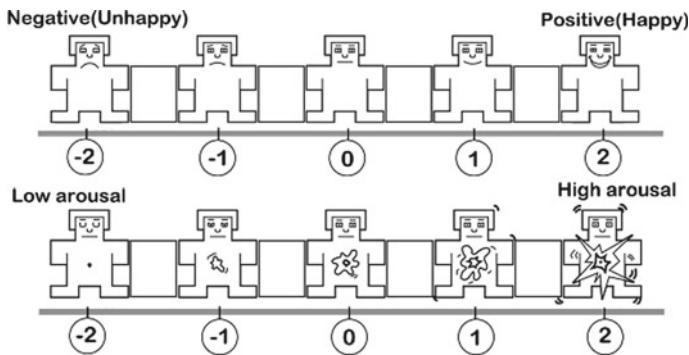 Negative(Unhappy) Positive(Happy)
-2 -1 0 1 2
Low arousal High arousal
-2 -1 0 1 2